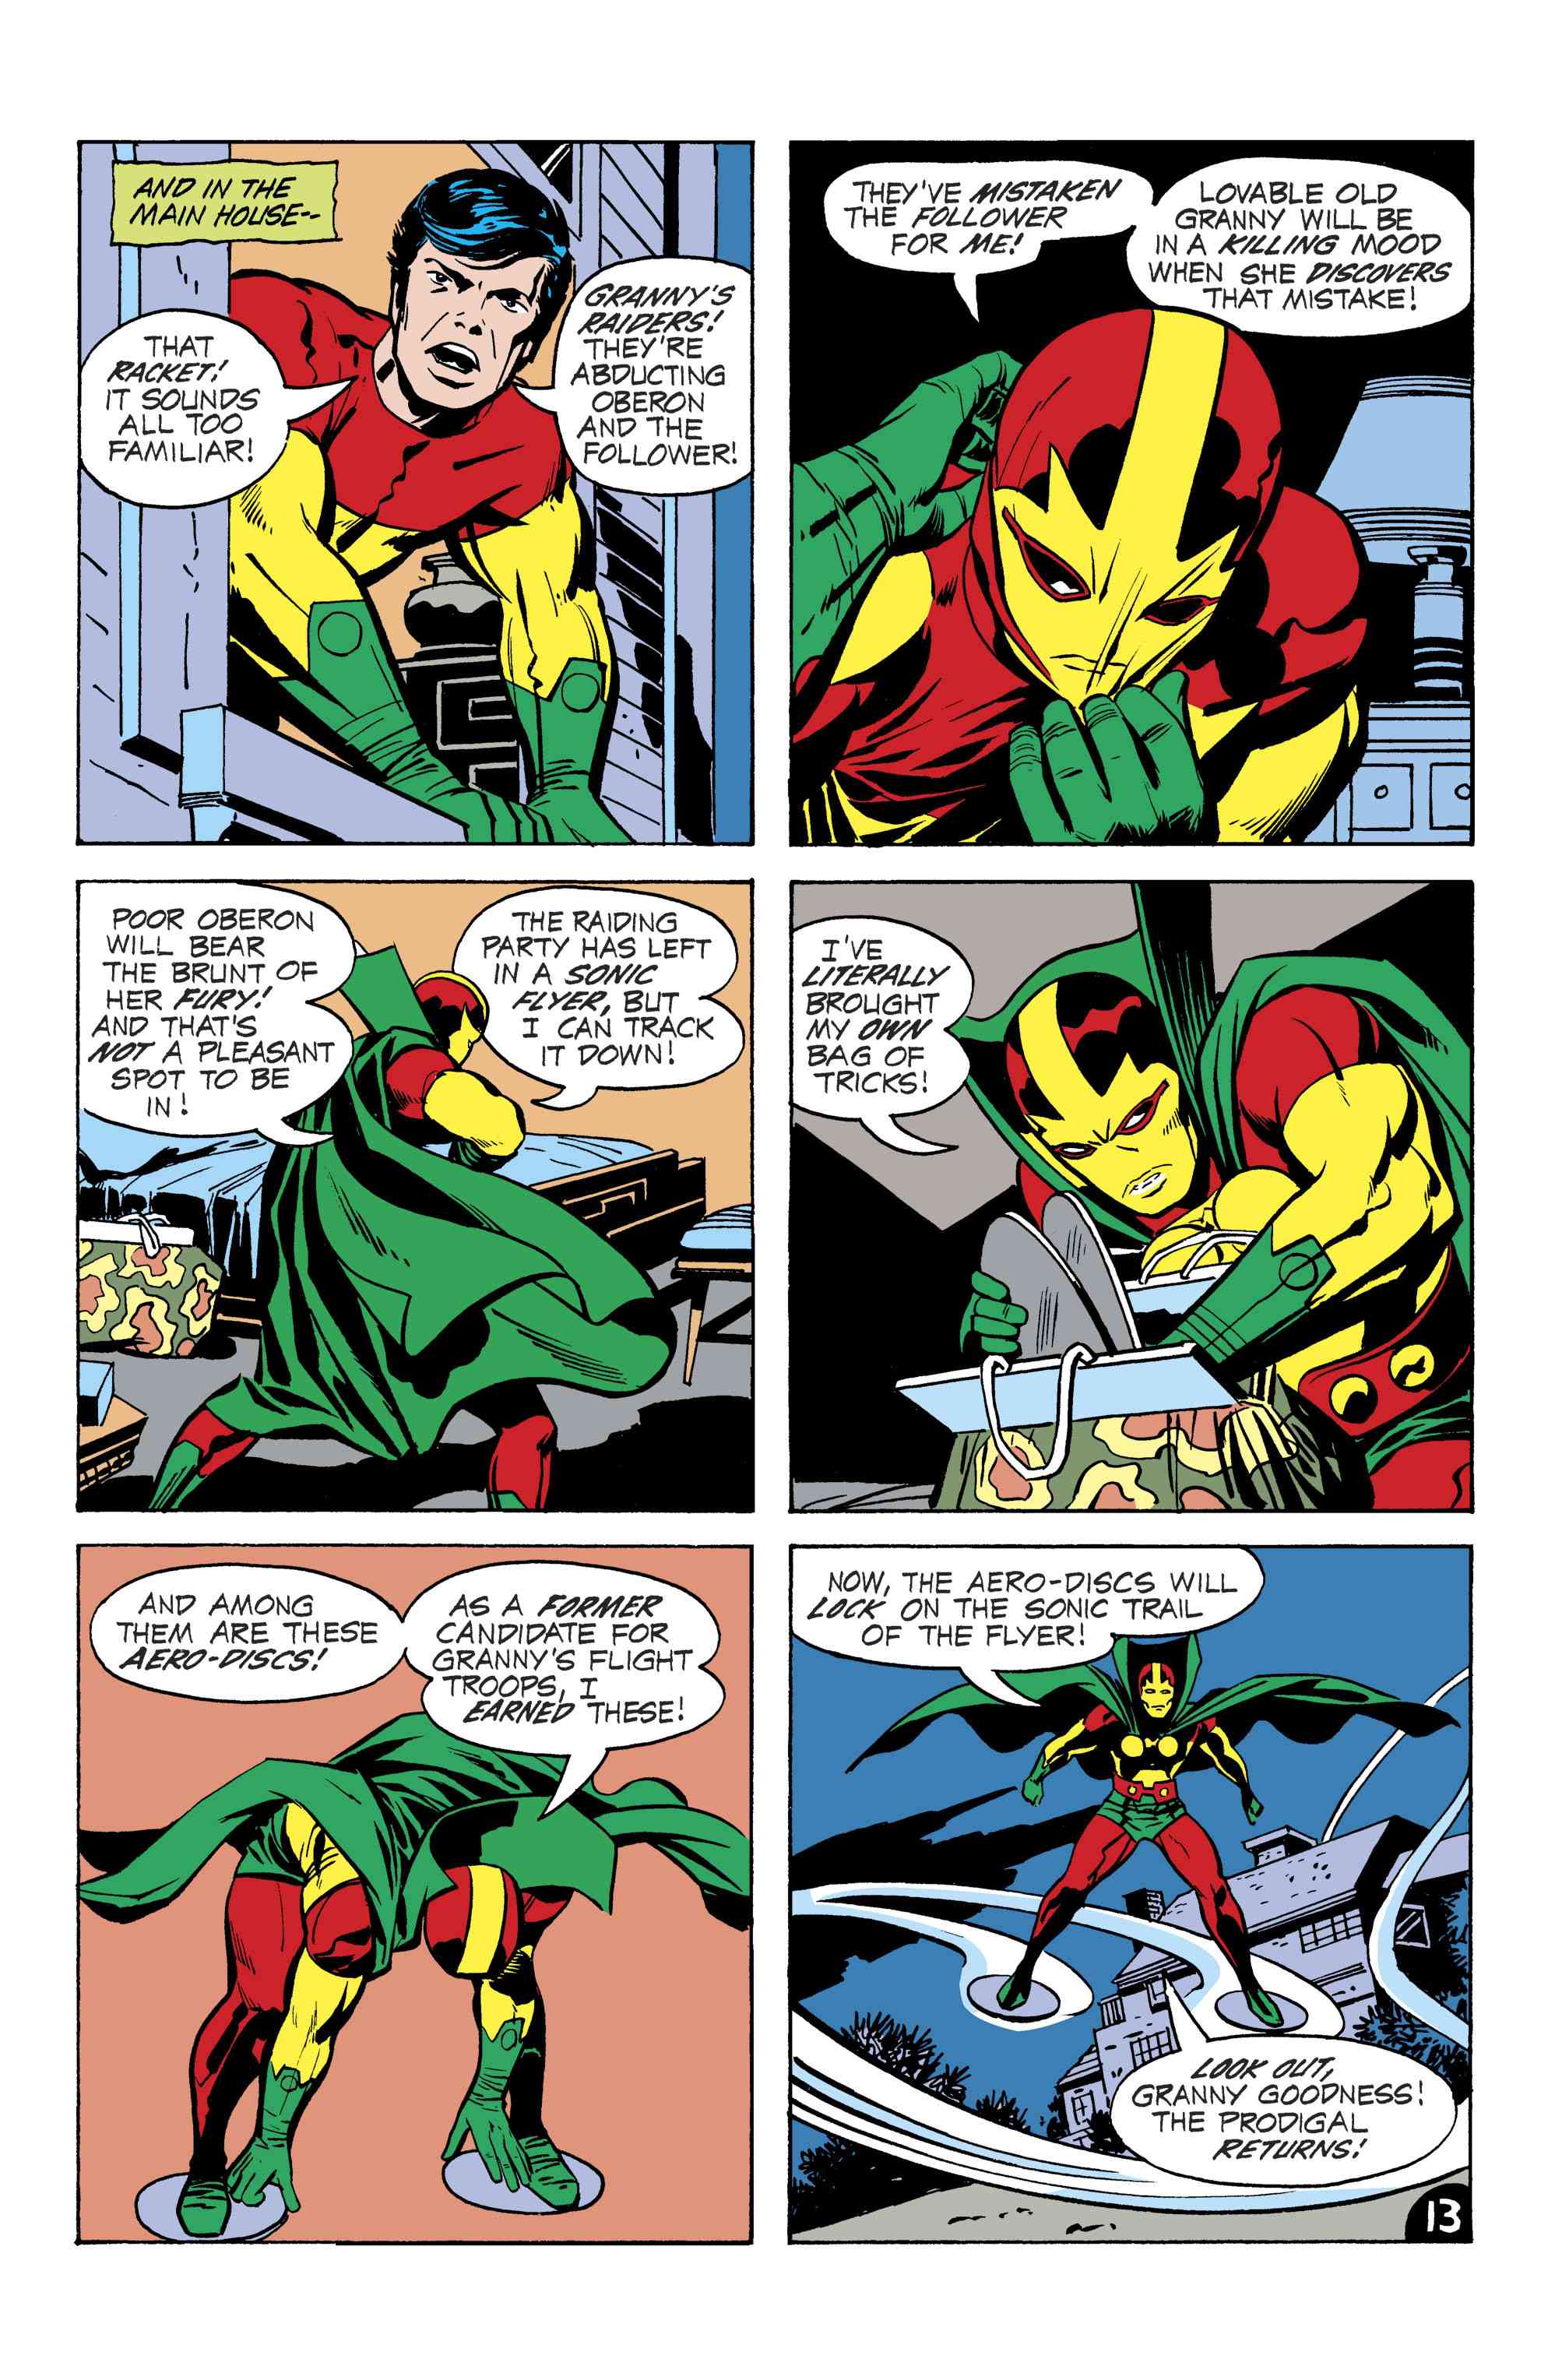 AND IN THE
MAIN HOUSE--
THAT
RACKET!
IT SOUNDS
ALL TOO
FAMILIAR!
GRANNY'S
RAIDERS!
THEY'RE
ABDUCTING
OBERON
AND THE
FOLLOWER!
THEY'VE MISTAKEN
THE FOLLOWER
FOR ME!
LOVABLE OLD
GRANNY WILL BE
IN A KILLING MOOD
WHEN SHE DISCOVERS
THAT MISTAKE!
POOR OBERON
WILL BEAR
THE BRUNT OF
HER FURY!
AND THAT'S
NOT A PLEASANT
SPOT TO BE
IN!
THE RAIDING
PARTY HAS LEFT
IN A SONIC
FLYER, BUT
I CAN TRACK
IT DOWN!
I'VE
LITERALLY
BROUGHT
MY OWN
BAG OF
TRICKS!
AND AMONG
THEM ARE THESE
AERO-DISCS!
AS A FORMER
CANDIDATE FOR
GRANNY'S FLIGHT
TROOPS, I
EARNED THESE!
NOW, THE AERO-DISCS WILL
LOCK ON THE SONIC TRAIL
OF THE FLYER!
LOOK OUT,
GRANNY GOODNESS!
THE PRODIGAL
RETURNS!
13